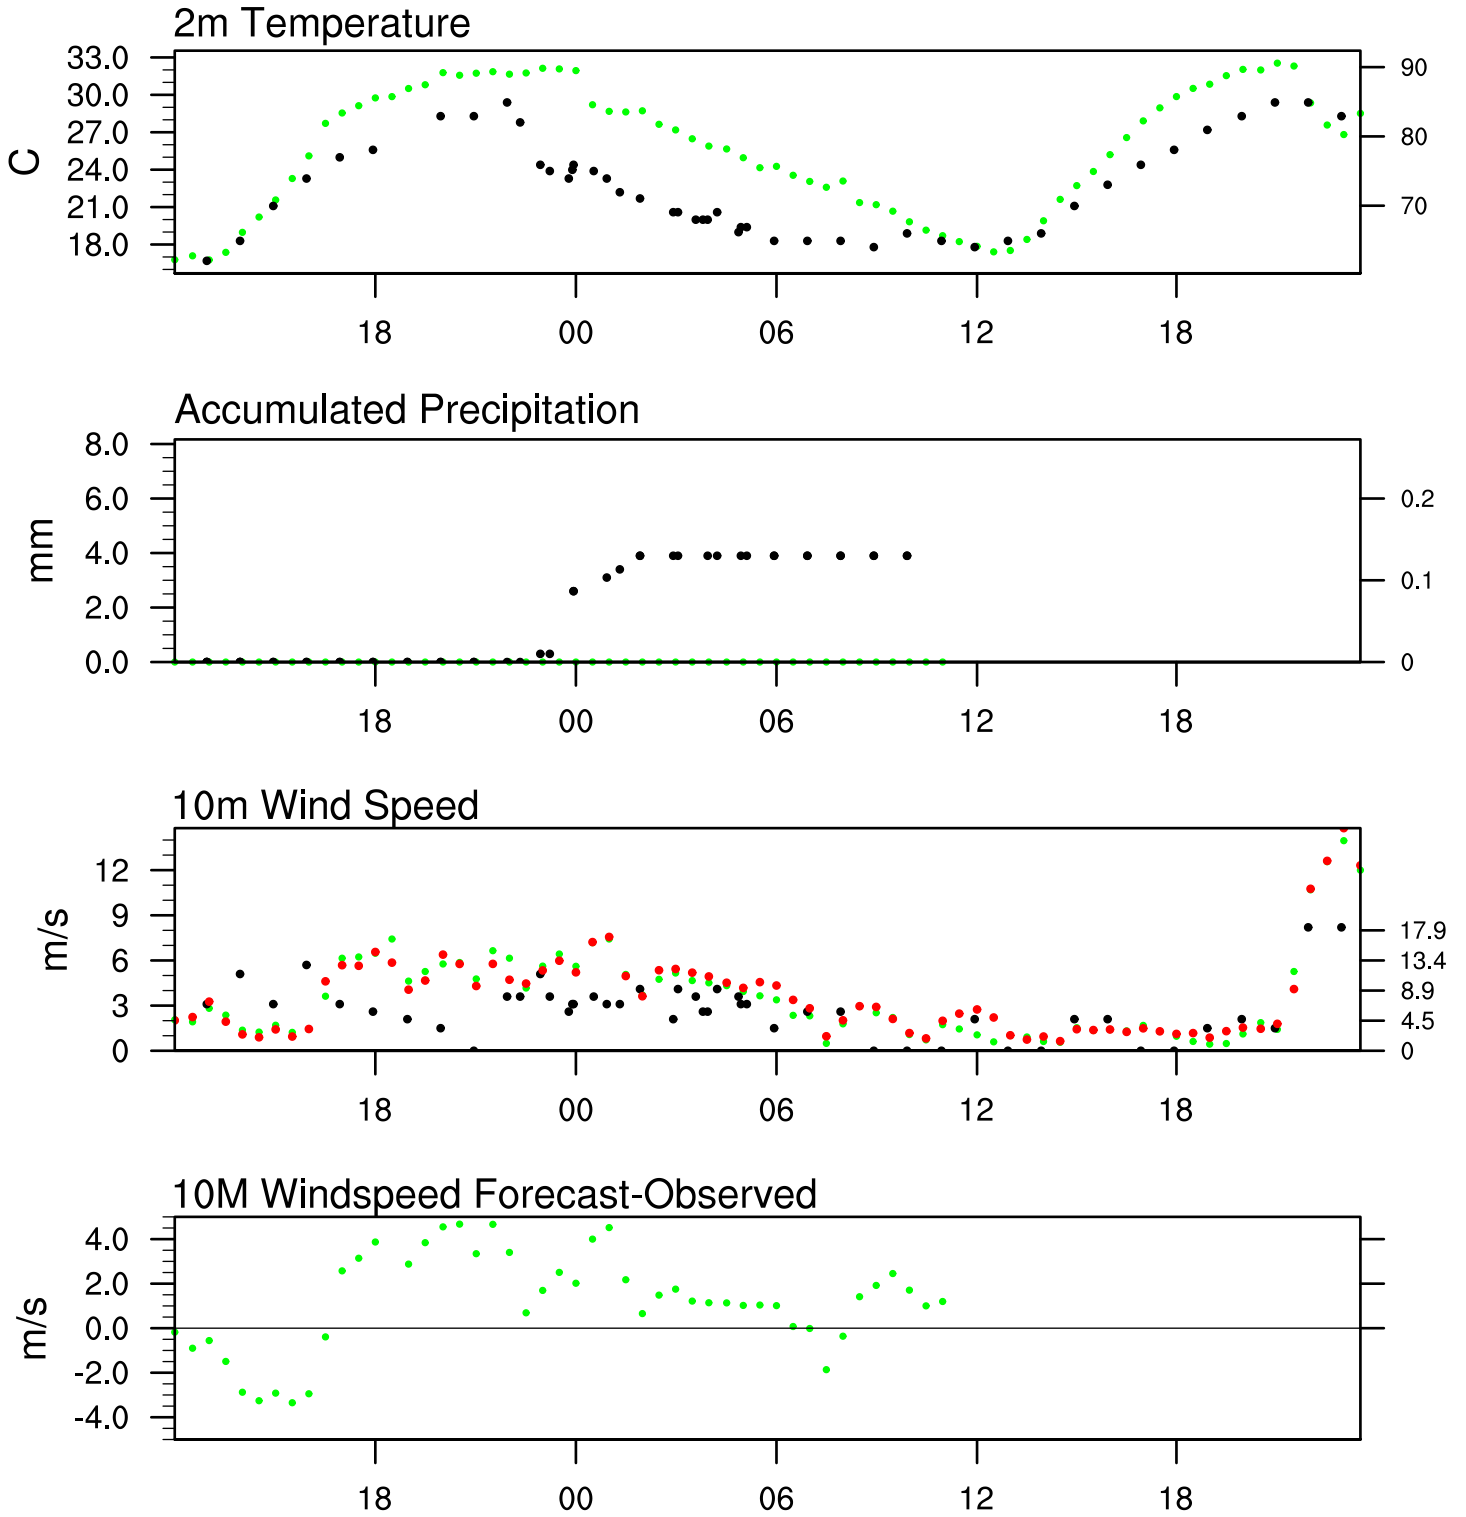 2m Temperature
33.0
30.0
27.0
24.0
21.0
18.0
C
90
80
70
18 00 06 12 18
Accumulated Precipitation
8.0
6.0
4.0
2.0
0.0
mm
0.2
0.1
0
18 00 06 12 18
10m Wind Speed
12
9
6
3
0
m/s
17.9
13.4
8.9
4.5
0
18 00 06 12 18
10M Windspeed Forecast-Observed
4.0
2.0
0.0
-2.0
-4.0
m/s
18 00 06 12 18